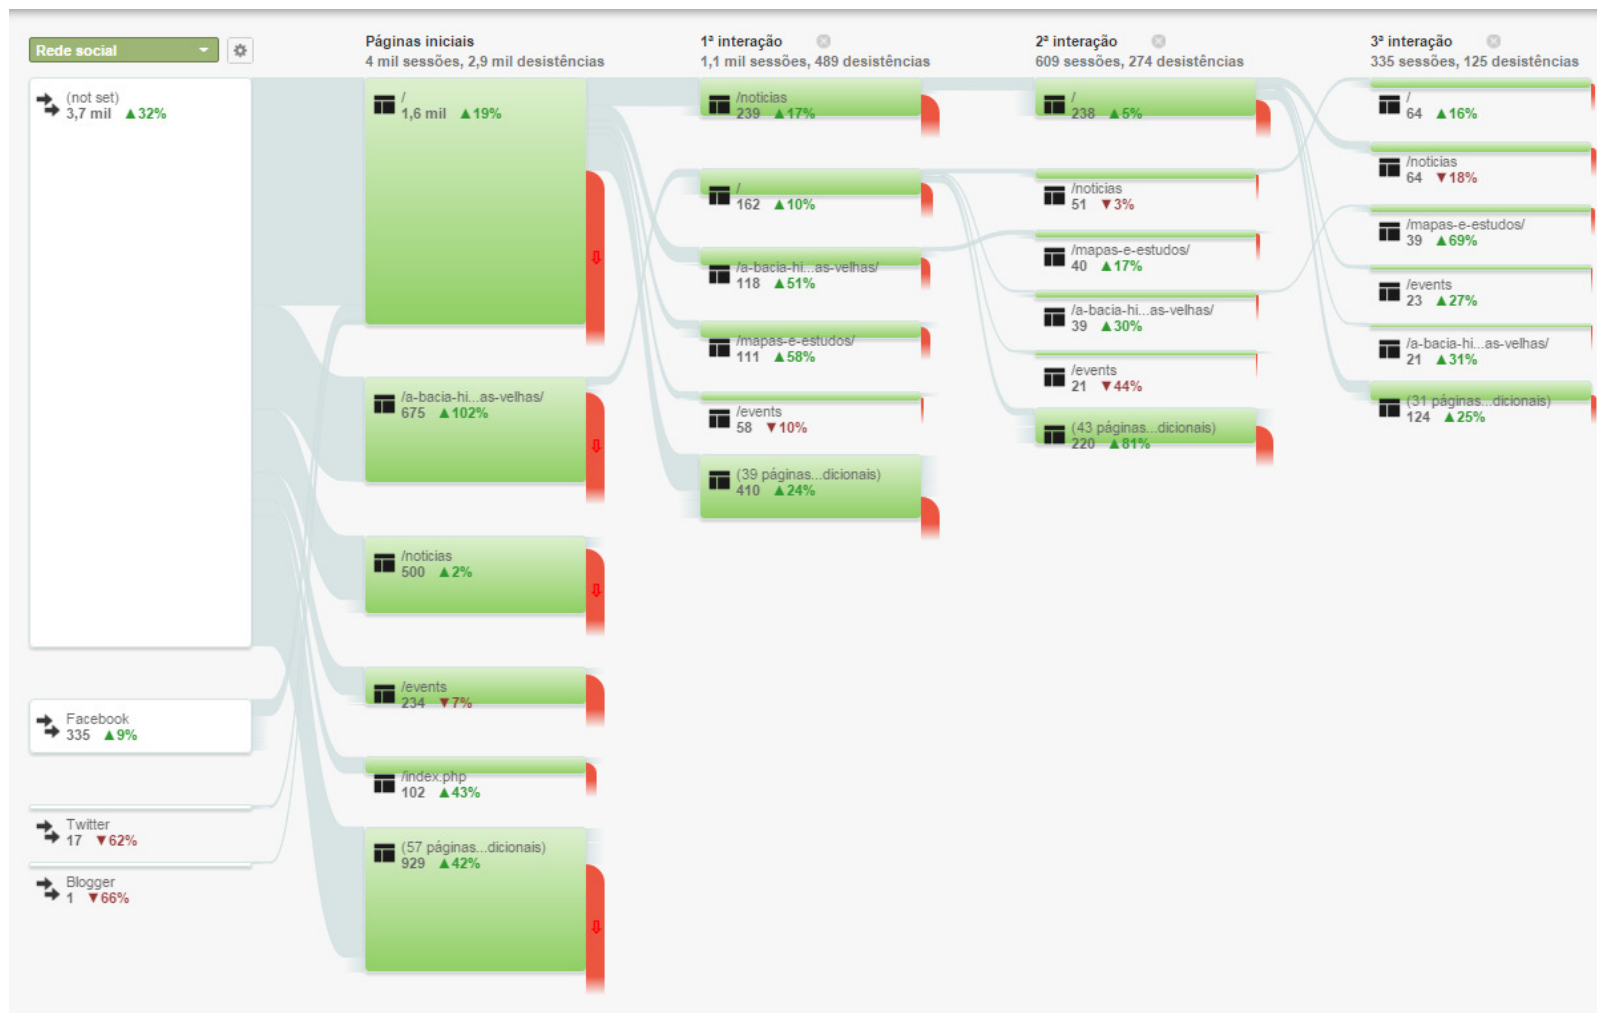 Rede social
(not set)
3,7 mil ▲32%
Facebook
335 ▲9%
Twitter
17 ▼62%
Blogger
1 ▼66%
Páginas iniciais
4 mil sessões, 2,9 mil desistências
/
1,6 mil ▲19%
/a-bacia-hi...as-velhas/
675 ▲102%
/noticias
500 ▲2%
/events
234 ▼7%
/index.php
102 ▲43%
(57 páginas...dicionais)
929 ▲42%
1ª interação
1,1 mil sessões, 489 desistências
/noticias
239 ▲17%
/
162 ▲10%
/a-bacia-hi...as-velhas/
118 ▲51%
/mapas-e-estudos/
111 ▲58%
/events
58 ▼10%
(39 páginas...dicionais)
410 ▲24%
2ª interação
609 sessões, 274 desistências
/
238 ▲5%
/noticias
51 ▼3%
/mapas-e-estudos/
40 ▲17%
/a-bacia-hi...as-velhas/
39 ▲30%
/events
21 ▼44%
(43 páginas...dicionais)
220 ▲81%
3ª interação
335 sessões, 125 desistências
/
64 ▲16%
/noticias
64 ▼18%
/mapas-e-estudos/
39 ▲69%
/events
23 ▲27%
/a-bacia-hi...as-velhas/
21 ▲31%
(31 páginas...dicionais)
124 ▲25%